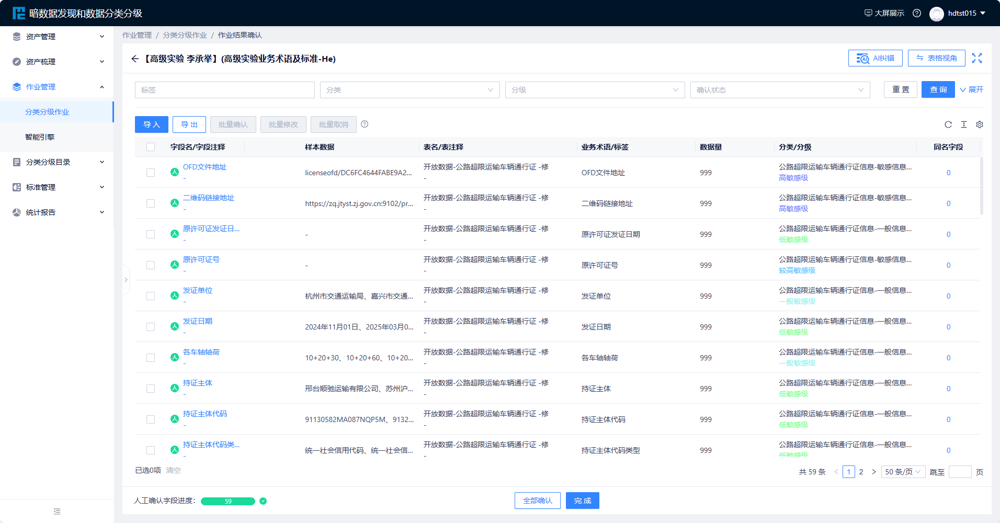 暗数据发现和数据分类分级
大屏展示
hdtst015
资产管理
资产梳理
作业管理
分类分级作业
智能引擎
分类分级目录
标准管理
统计报告
作业管理 / 分类分级作业 / 作业结果确认
【高级实验 李承举】(高级实验业务术语及标准-He)
AI纠错
表格视角
标签
分类
分级
确认状态
重 置
查 询
展开
导 入
导 出
批量确认
批量修改
批量取消
字段名/字段注释 样本数据 表名/表注释 业务术语/标签 数据量 分类/分级 同名字段
OFD文件地址 licenseofd/DC6FC4644FABE9A2... 开放数据-公路超限运输车辆通行证 -修 OFD文件地址 999 公路超限运输车辆通行证信息-敏感信息... 0
- - 高敏感级
二维码链接地址 https://zq.jtyst.zj.gov.cn:9102/pr... 开放数据-公路超限运输车辆通行证 -修 二维码链接地址 999 公路超限运输车辆通行证信息-敏感信息... 0
- - 高敏感级
原许可证发证日... - 开放数据-公路超限运输车辆通行证 -修 原许可证发证日期 999 公路超限运输车辆通行证信息-一般信息... 0
- - 低敏感级
原许可证号 - 开放数据-公路超限运输车辆通行证 -修 原许可证号 999 公路超限运输车辆通行证信息-敏感信息... 0
- - 较高敏感级
发证单位 杭州市交通运输局、嘉兴市交通... 开放数据-公路超限运输车辆通行证 -修 发证单位 999 公路超限运输车辆通行证信息-一般信息... 0
- - 一般敏感级
发证日期 2024年11月01日、2025年03月0... 开放数据-公路超限运输车辆通行证 -修 发证日期 999 公路超限运输车辆通行证信息-一般信息... 0
- - 低敏感级
各车轴轴荷 10+20+30、10+20+60、10+20... 开放数据-公路超限运输车辆通行证 -修 各车轴轴荷 999 公路超限运输车辆通行证信息-一般信息... 0
- - 一般敏感级
持证主体 邢台顺驰运输有限公司、苏州沪... 开放数据-公路超限运输车辆通行证 -修 持证主体 999 公路超限运输车辆通行证信息-一般信息... 0
- - 低敏感级
持证主体代码 91130582MA087NQP5M、9132... 开放数据-公路超限运输车辆通行证 -修 持证主体代码 999 公路超限运输车辆通行证信息-一般信息... 0
- - 低敏感级
持证主体代码类... 统一社会信用代码、统一社会信... 开放数据-公路超限运输车辆通行证 -修 持证主体代码类型 999 公路超限运输车辆通行证信息-一般信息... 0
- - 低敏感级
已选0项 清空
共 59 条 < 1 2 > 50 条/页 跳至 页
人工确认字段进度： 59
全部确认
完 成